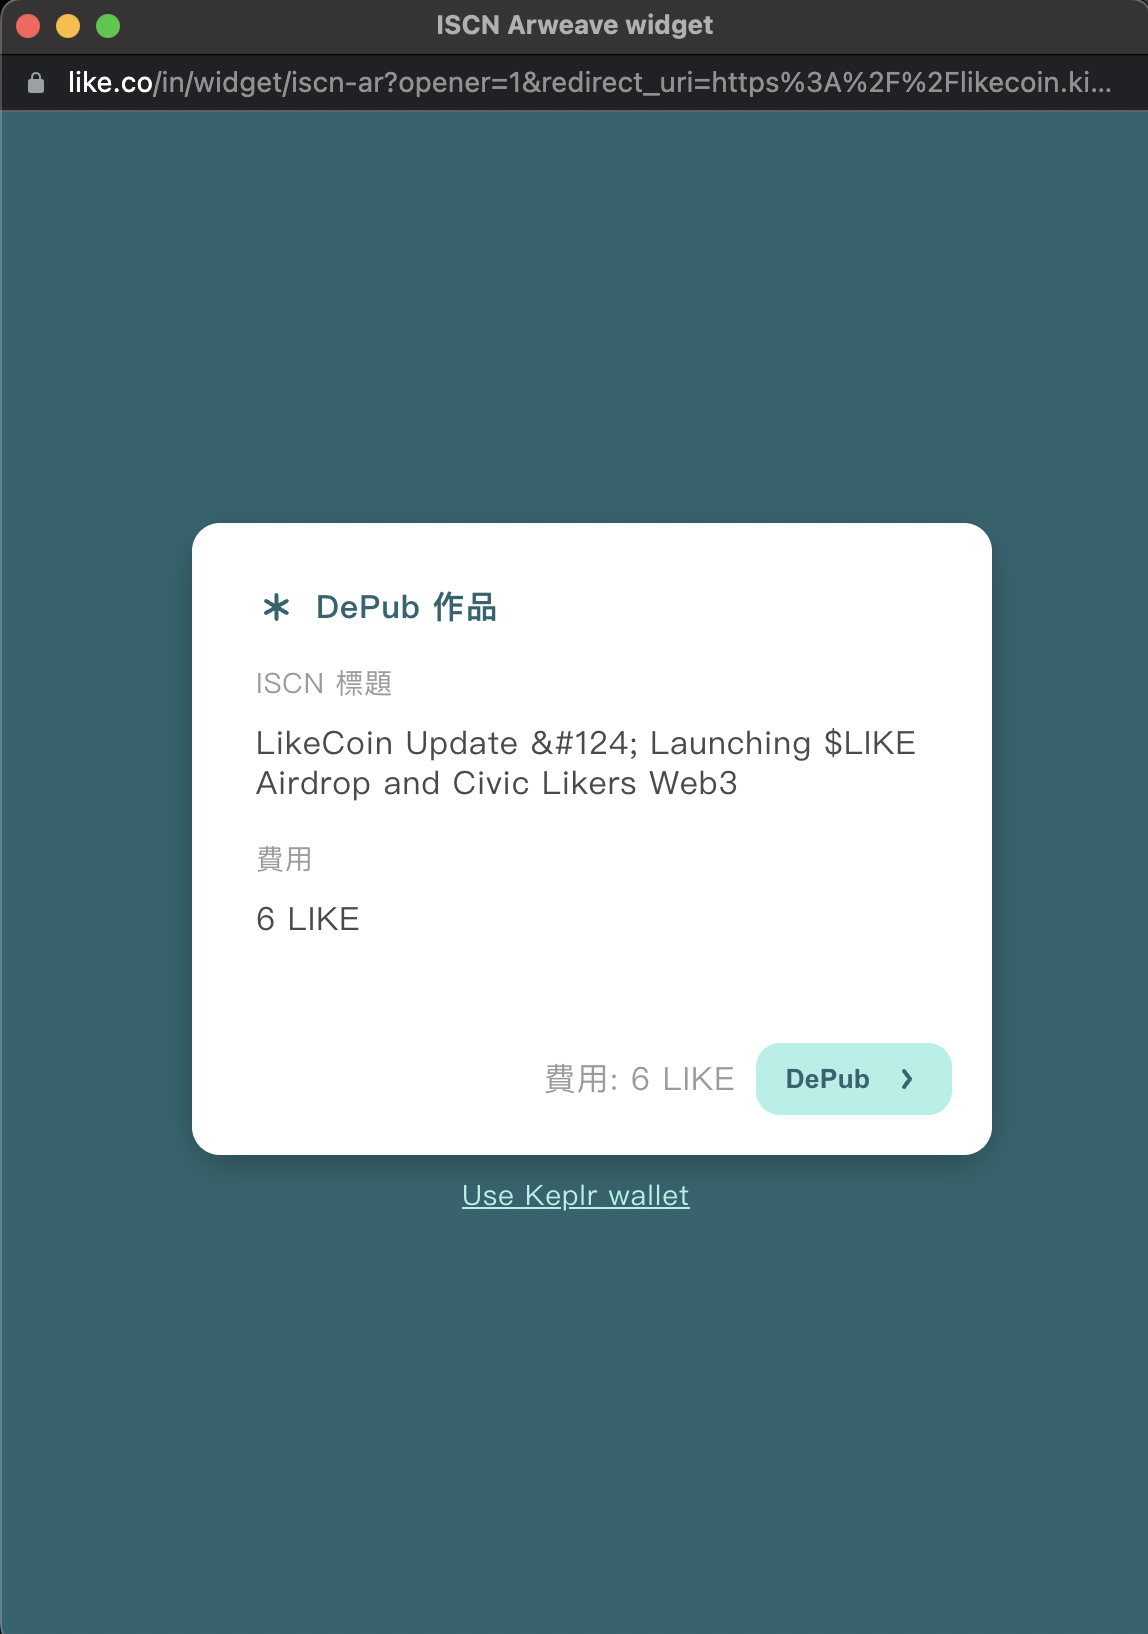 ISCN Arweave widget
like.co/in/widget/iscn-ar?opener=1&redirect_uri=https%3A%2F%2Flikecoin.ki...
DePub 作品
ISCN 標題
LikeCoin Update &#124; Launching $LIKE
Airdrop and Civic Likers Web3
費用
6 LIKE
費用: 6 LIKE
DePub
Use Keplr wallet